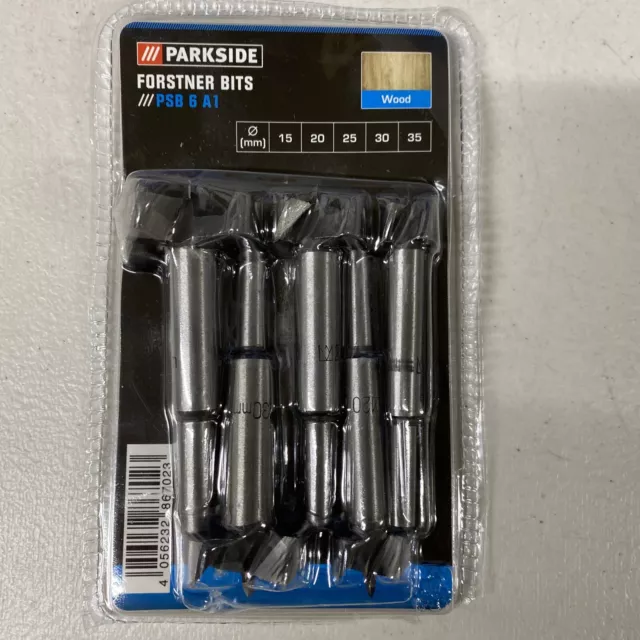 /// PARKSIDE
FORSTNER BITS
/// PSB 6 A1
Wood
Ø (mm) 15 20 25 30 35
4 056232 867023